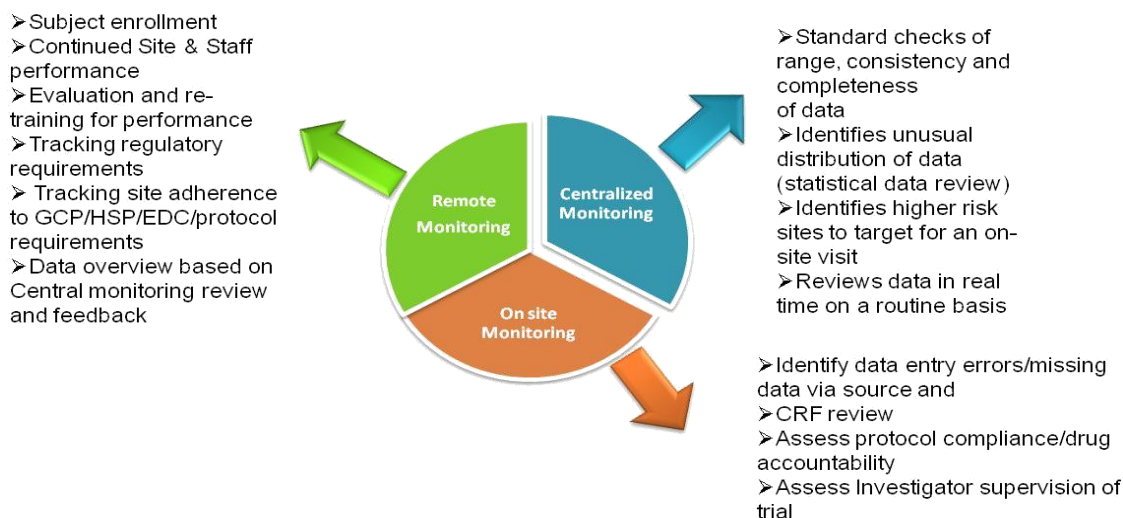 ➢Subject enrollment
➢Continued Site & Staff
performance
➢Evaluation and re-
training for performance
➢Tracking regulatory
requirements
➢ Tracking site adherence
to GCP/HSP/EDC/protocol
requirements
➢Data overview based on
Central monitoring review
and feedback
Remote
Monitoring
Centralized
Monitoring
On site
Monitoring
➢Standard checks of
range, consistency and
completeness
of data
➢Identifies unusual
distribution of data
(statistical data review)
➢Identifies higher risk
sites to target for an on-
site visit
➢Reviews data in real
time on a routine basis
➢Identify data entry errors/missing
data via source and
➢CRF review
➢Assess protocol compliance/drug
accountability
➢Assess Investigator supervision of
trial